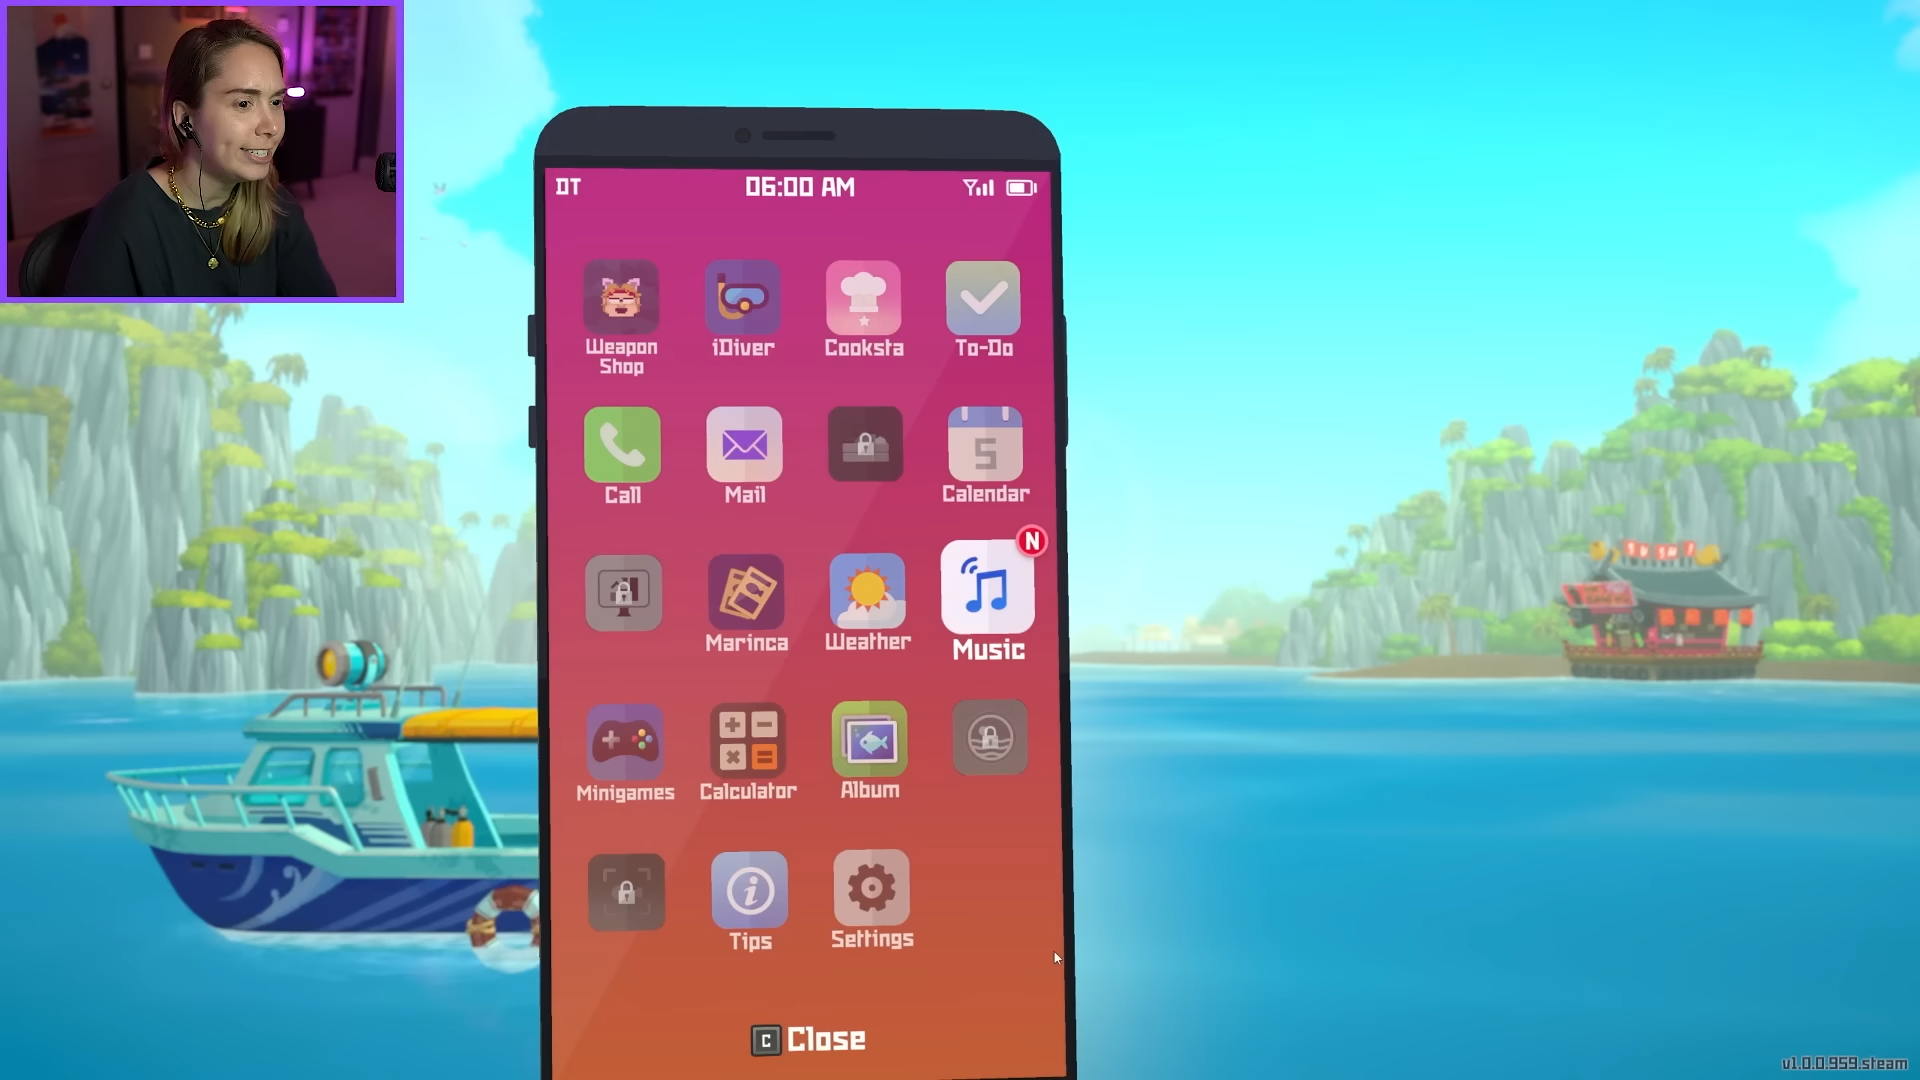 DT
06:00 AM
Weapon
Shop
iDiver
Cooksta
To-Do
Call
Mail
5
Calendar
Marinca
Weather
N
Music
Minigames
Calculator
Album
Tips
Settings
C Close
SUSHI
v1.0.0.959.steam